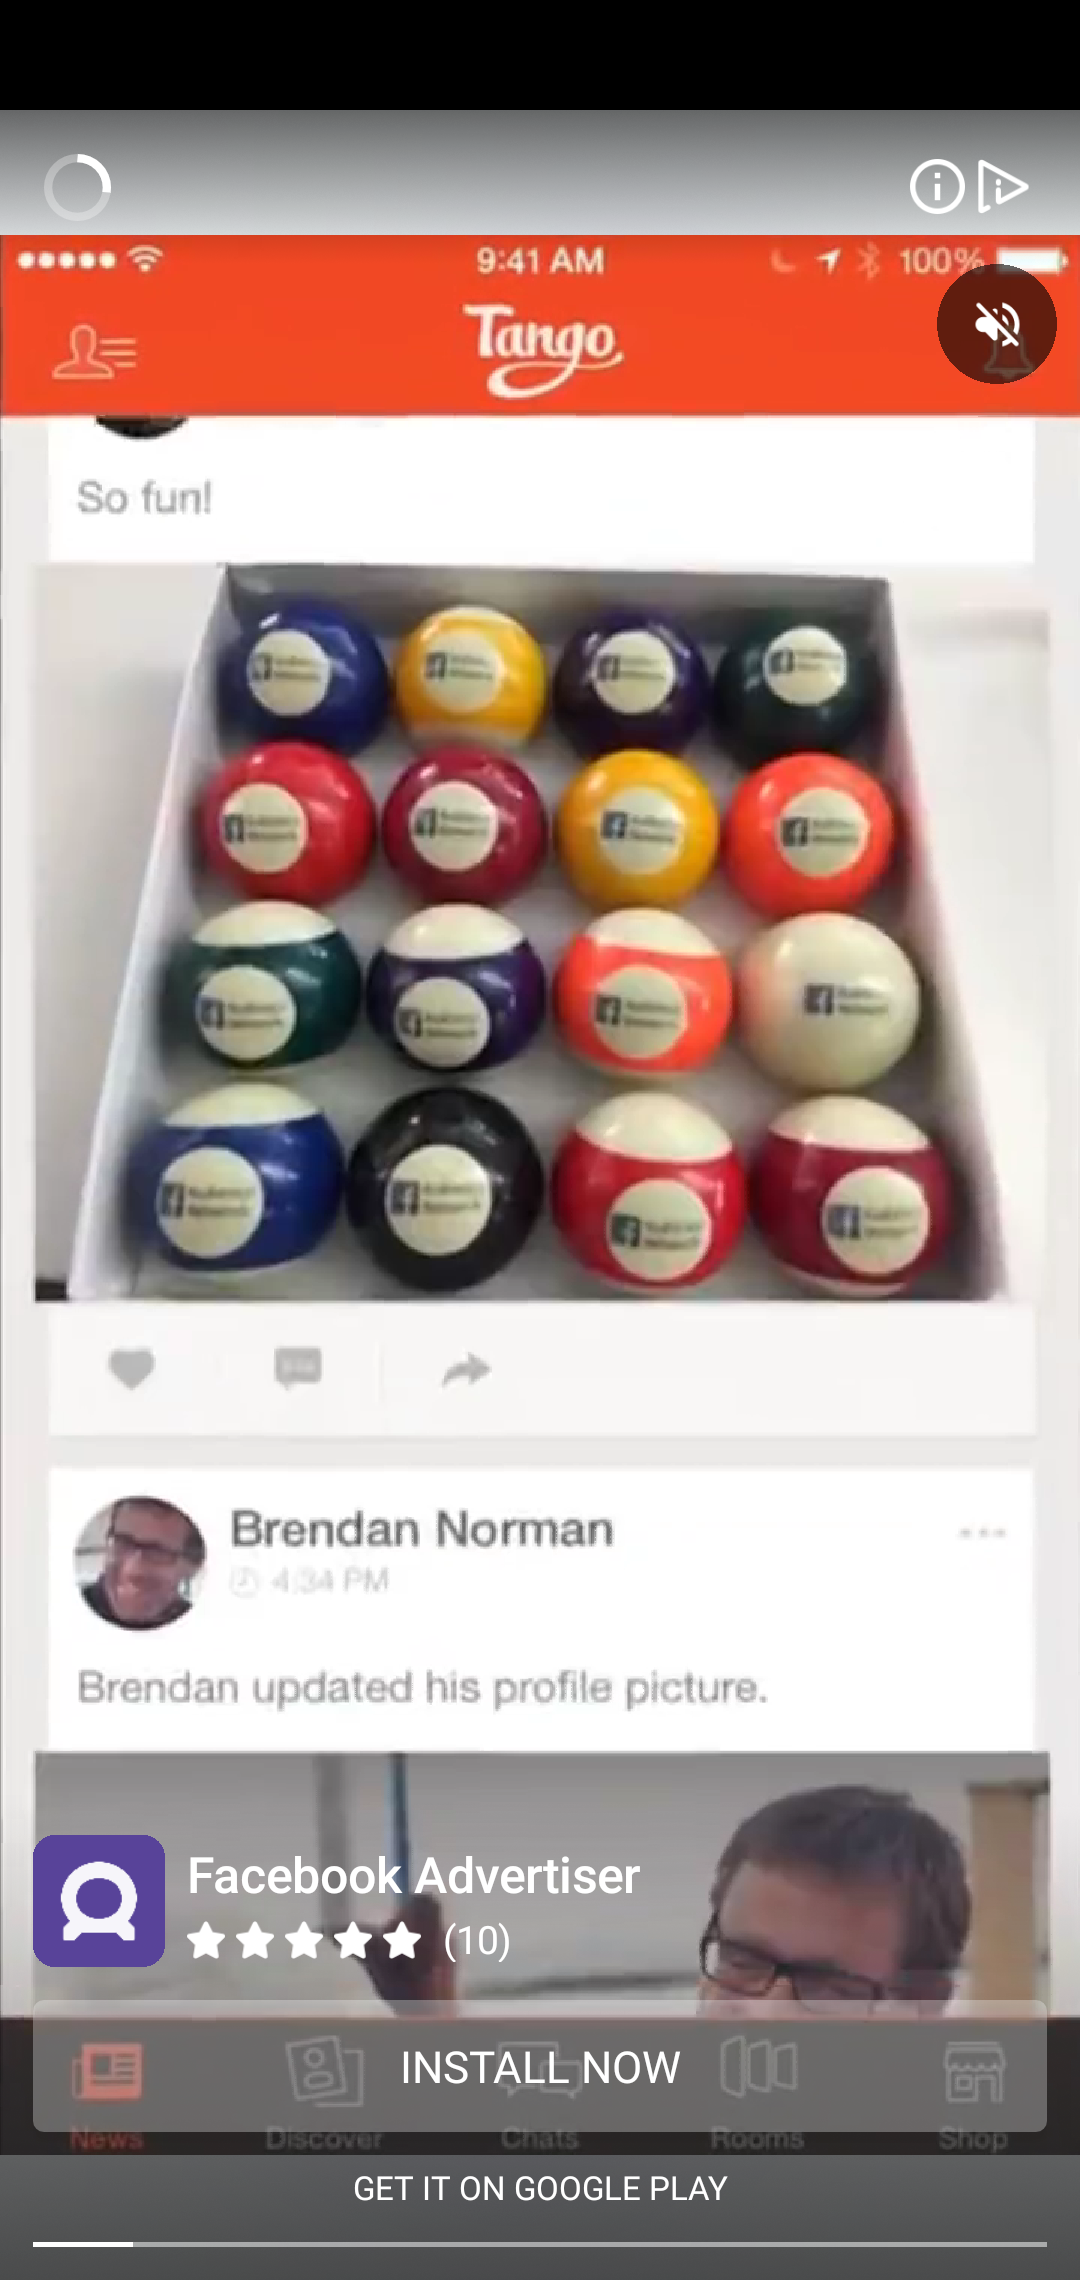 9:41 AM
100%
Tango
So fun!
Brendan Norman
4:34 PM
Brendan updated his profile picture.
Facebook Advertiser
(10)
INSTALL NOW
News
Discover
Chats
Rooms
Shop
GET IT ON GOOGLE PLAY